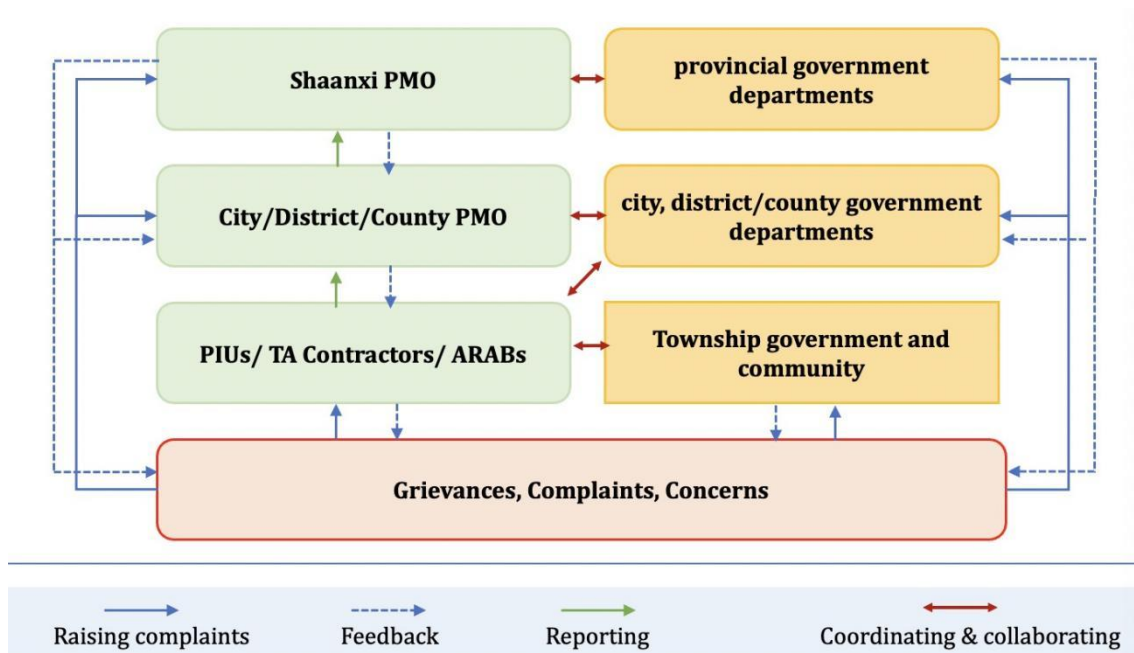 Shaanxi PMO
provincial government
departments
City/District/County PMO
city, district/county government
departments
PIUs/ TA Contractors/ ARABs
Township government and
community
Grievances, Complaints, Concerns
Raising complaints
Feedback
Reporting
Coordinating & collaborating